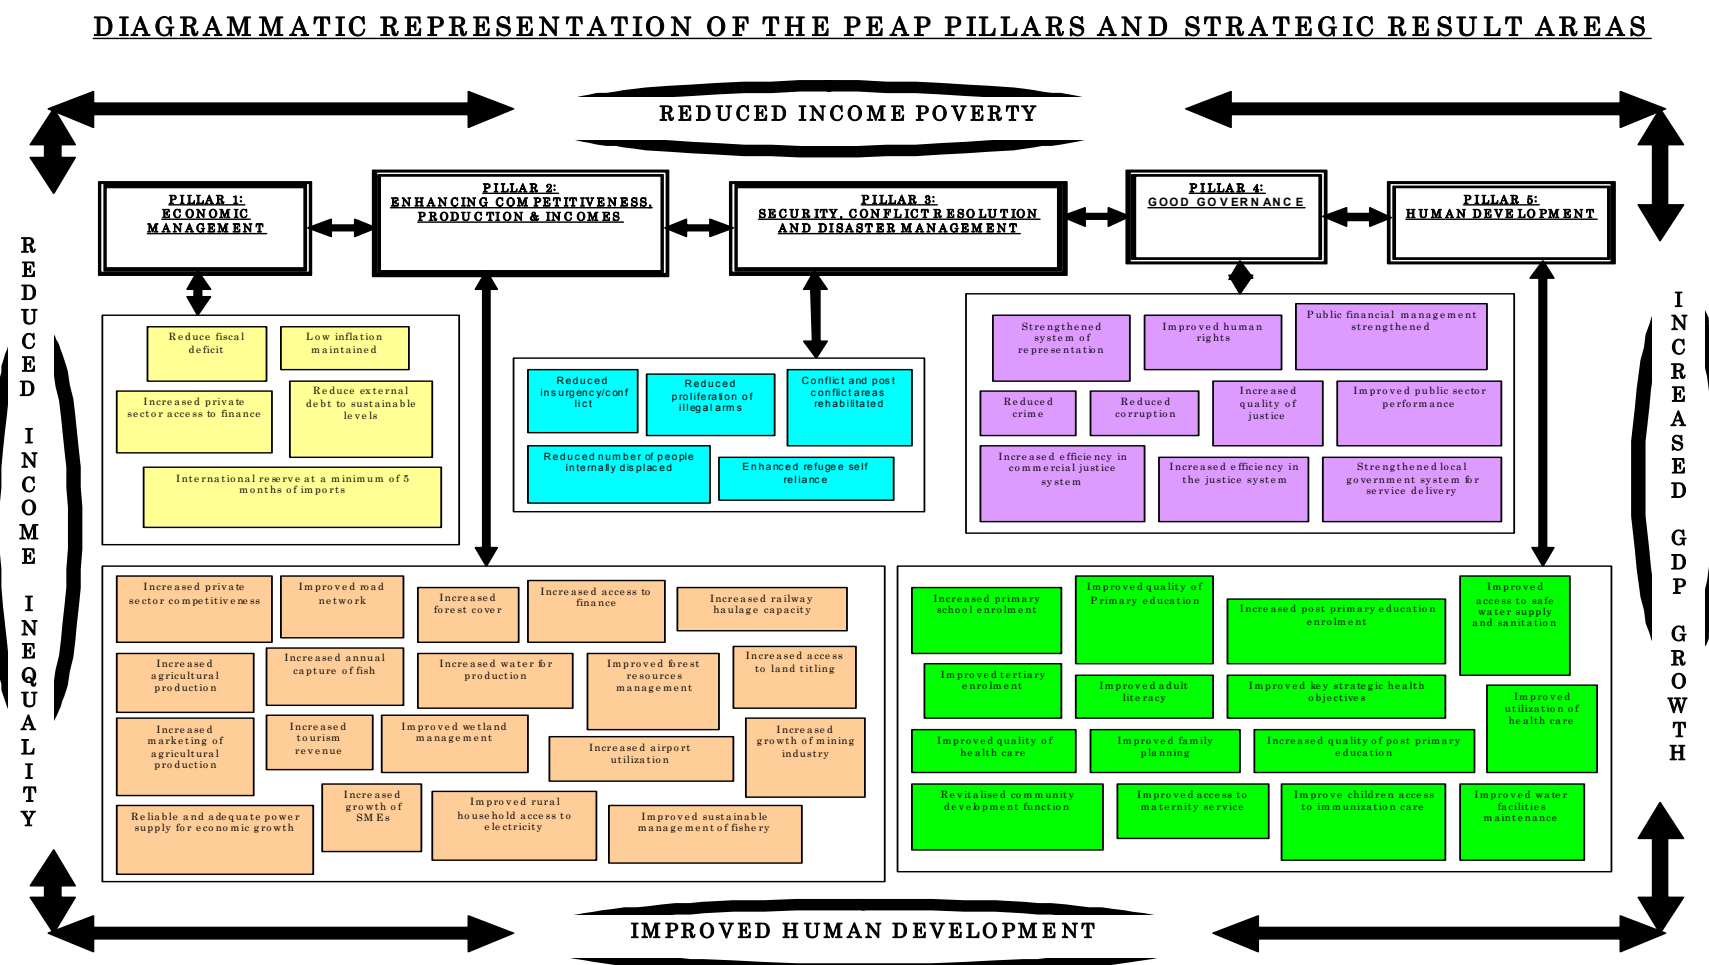 DIAGRAMMATIC REPRESENTATION OF THE PEAP PILLARS AND STRATEGIC RESULT AREAS
REDUCED INCOME POVERTY
PILLAR 1:
ECONOMIC
MANAGEMENT
PILLAR 2:
ENHANCING COMPETITIVENESS,
PRODUCTION & INCOMES
PILLAR 3:
SECURITY, CONFLICT RESOLUTION
AND DISASTER MANAGEMENT
PILLAR 4:
GOOD GOVERNANCE
PILLAR 5:
HUMAN DEVELOPMENT
REDUCED INCOME INEQUALITY
Reduce fiscal
deficit
Low inflation
maintained
Increased private
sector access to finance
Reduce external
debt to sustainable
levels
International reserve at a minimum of 5
months of imports
Reduced
insurgency/conf
lict
Reduced
proliferation of
illegal arms
Conflict and post
conflict areas
rehabilitated
Reduced number of people
internally displaced
Enhanced refugee self
reliance
Strengthened
system of
representation
Improved human
rights
Public financial management
strengthened
Reduced
crime
Reduced
corruption
Increased
quality of
justice
Improved public sector
performance
Increased efficiency in
commercial justice
system
Increased efficiency in
the justice system
Strengthened local
government system for
service delivery
INCREASED GDP GROWTH
Increased private
sector competitiveness
Improved road
network
Increased
forest cover
Increased access to
finance
Increased railway
haulage capacity
Increased
agricultural
production
Increased annual
capture of fish
Increased water for
production
Improved forest
resources
management
Increased access
to land titling
Increased
marketing of
agricultural
production
Increased
tourism
revenue
Improved wetland
management
Increased airport
utilization
Increased
growth of mining
industry
Reliable and adequate power
supply for economic growth
Increased
growth of
SMEs
Improved rural
household access to
electricity
Improved sustainable
management of fishery
Increased primary
school enrolment
Improved quality of
Primary education
Increased post primary education
enrolment
Improved
access to safe
water supply
and sanitation
Improved tertiary
enrolment
Improved adult
literacy
Improved key strategic health
objectives
Improved
utilization of
health care
Improved quality of
health care
Improved family
planning
Increased quality of post primary
education
Revitalised community
development function
Improved access to
maternity service
Improve children access
to immunization care
Improved water
facilities
maintenance
IMPROVED HUMAN DEVELOPMENT